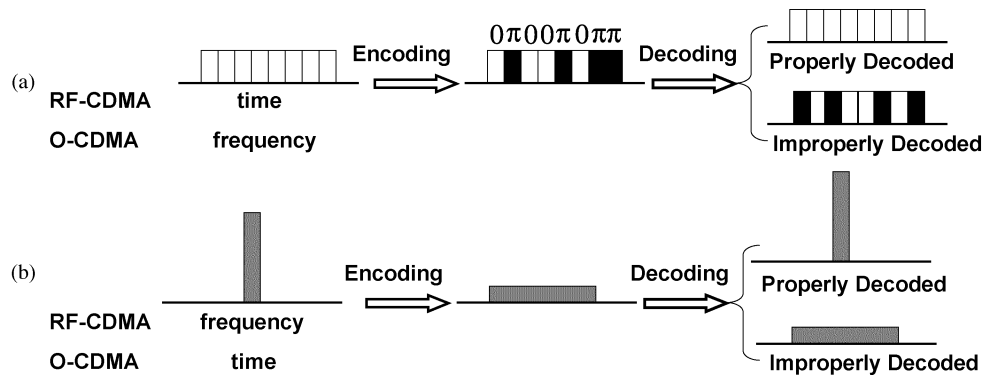 0π00π0ππ
Encoding
Decoding
Properly Decoded
(a)
RF-CDMA time
Improperly Decoded
O-CDMA frequency
(b)
Encoding
Decoding
Properly Decoded
RF-CDMA frequency
O-CDMA time
Improperly Decoded